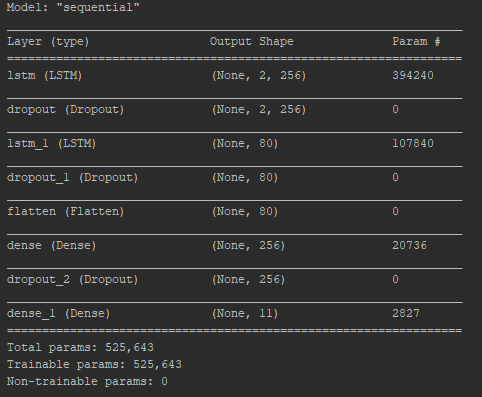 Model: "sequential"
Layer (type) Output Shape Param #
lstm (LSTM) (None, 2, 256) 394240
dropout (Dropout) (None, 2, 256) 0
lstm_1 (LSTM) (None, 80) 107840
dropout_1 (Dropout) (None, 80) 0
flatten (Flatten) (None, 80) 0
dense (Dense) (None, 256) 20736
dropout_2 (Dropout) (None, 256) 0
dense_1 (Dense) (None, 11) 2827
Total params: 525,643
Trainable params: 525,643
Non-trainable params: 0